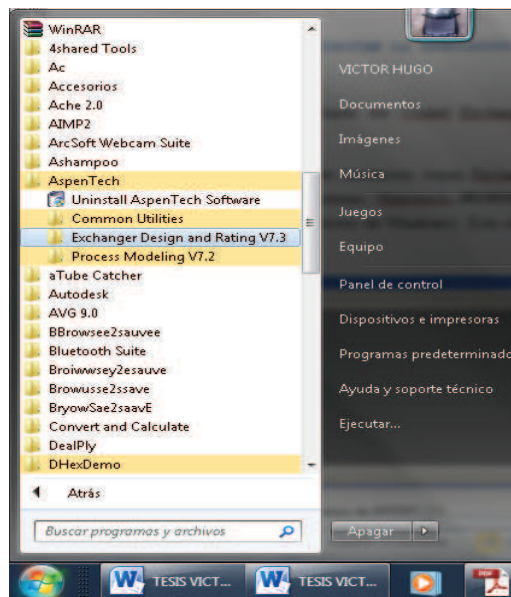 WinRAR
4shared Tools
Ac
Accesorios
Ache 2.0
AIMP2
ArcSoft Webcam Suite
Ashampoo
AspenTech
Uninstall AspenTech Software
Common Utilities
Exchanger Design and Rating V7.3
Process Modeling V7.2
aTube Catcher
Autodesk
AVG 9.0
BBrowsee2sauvee
Bluetooth Suite
Broiwwsey2esauve
Browusse2ssave
BryowSae2saavE
Convert and Calculate
DealPly
DHexDemo
Atrás
Buscar programas y archivos
VICTOR HUGO
Documentos
Imágenes
Música
Juegos
Equipo
Panel de control
Dispositivos e impresoras
Programas predeterminado
Ayuda y soporte técnico
Ejecutar...
Apagar
TESIS VICT...
TESIS VICT...
PDF